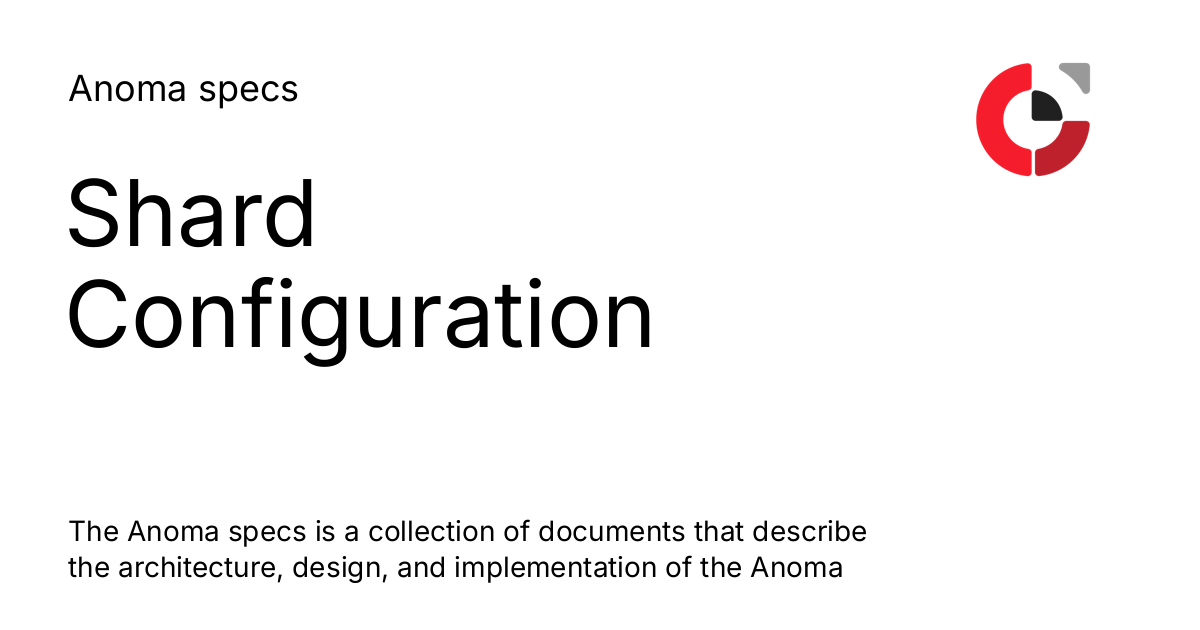 Anoma specs
Shard
Configuration
The Anoma specs is a collection of documents that describe
the architecture, design, and implementation of the Anoma